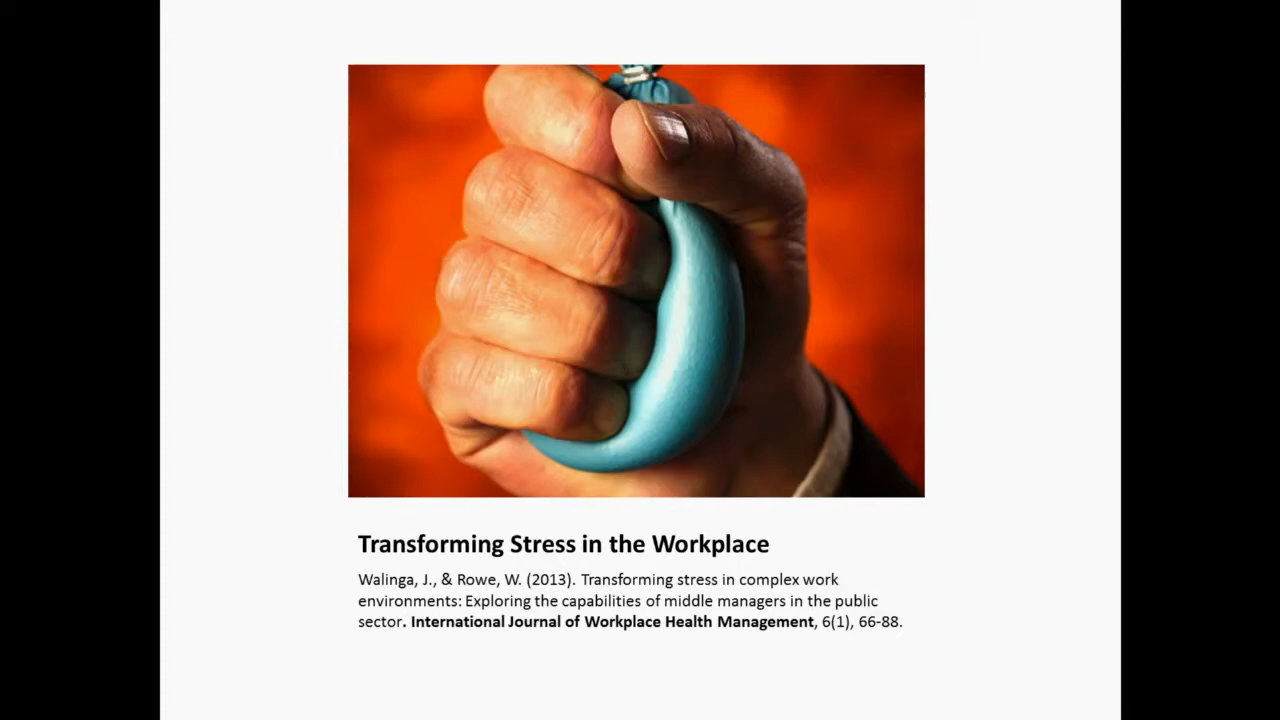 Transforming Stress in the Workplace
Walinga, J., & Rowe, W. (2013). Transforming stress in complex work
environments: Exploring the capabilities of middle managers in the public
sector. International Journal of Workplace Health Management, 6(1), 66-88.